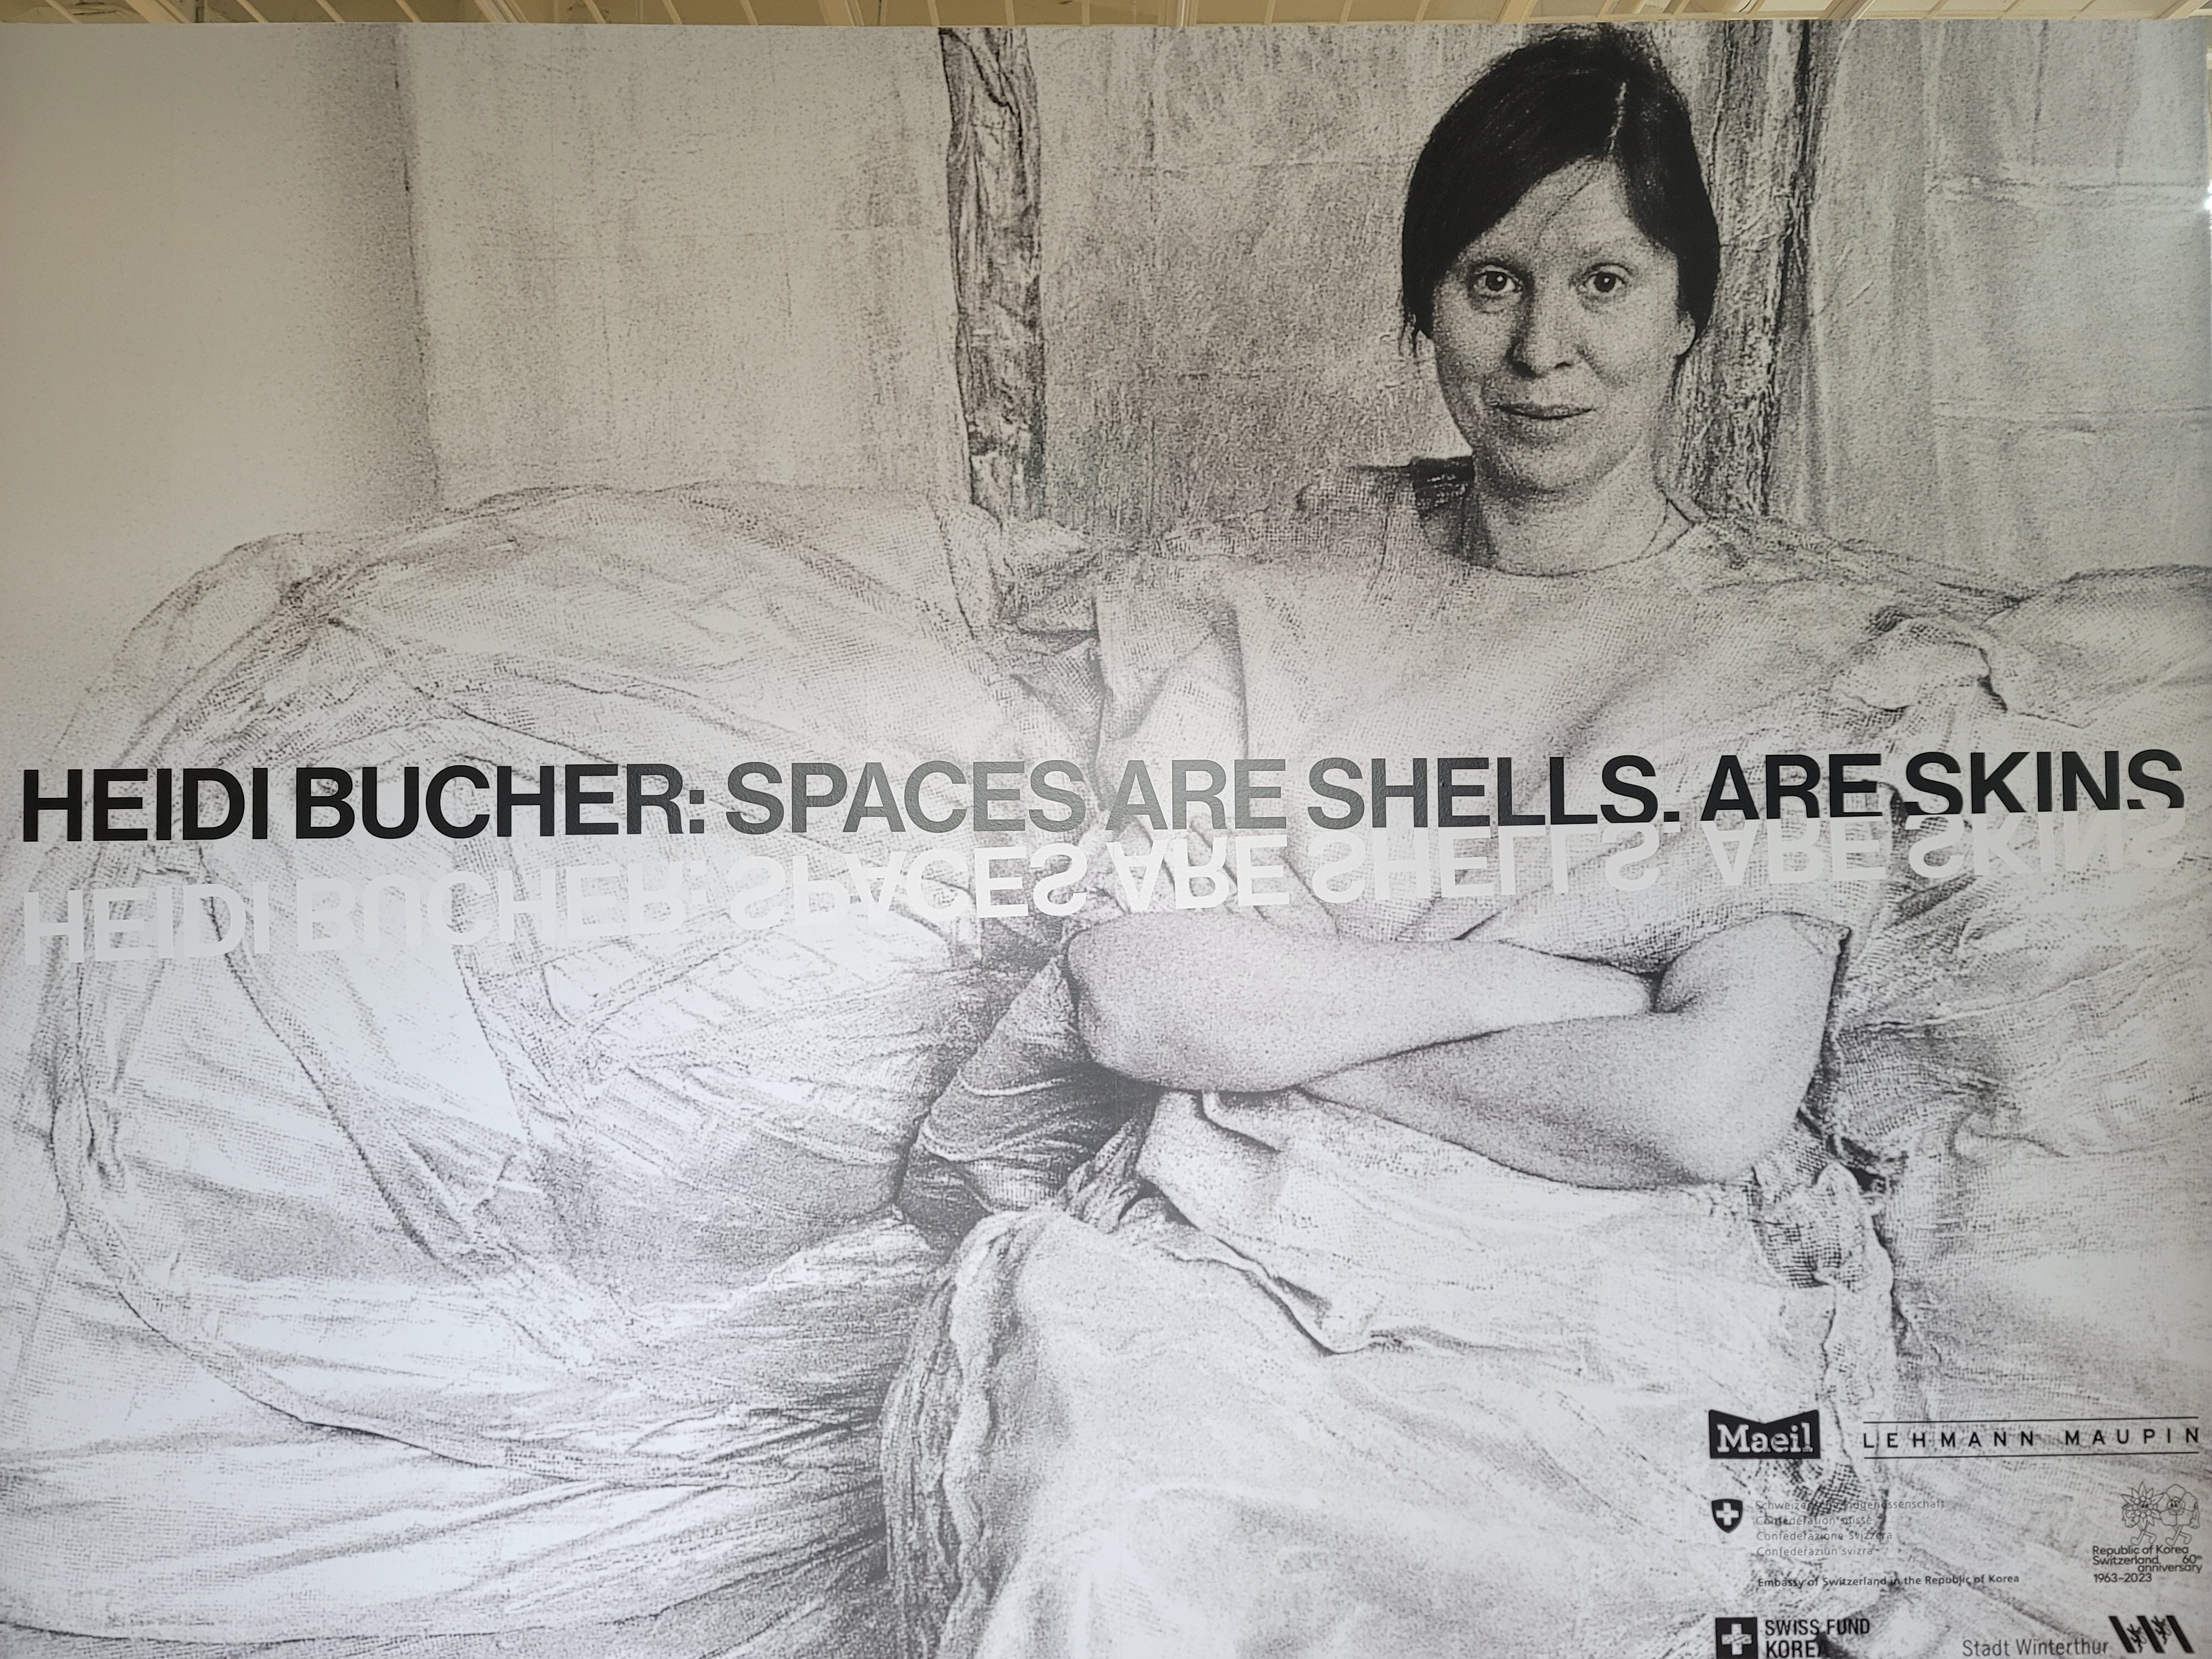 HEIDI BUCHER: SPACES ARE SHELLS. ARE SKINS
HEIDI BUCHER: SPACES ARE SHELLS. ARE SKINS
Maeil
LEHMANN MAUPIN
Schweizerische Eidgenossenschaft
Confédération suisse
Confederazione Svizzera
Confederaziun svizra
Embassy of Switzerland in the Republic of Korea
Republic of Korea
Switzerland 60th
anniversary
1963–2023
SWISS FUND
KOREA
Stadt Winterthur